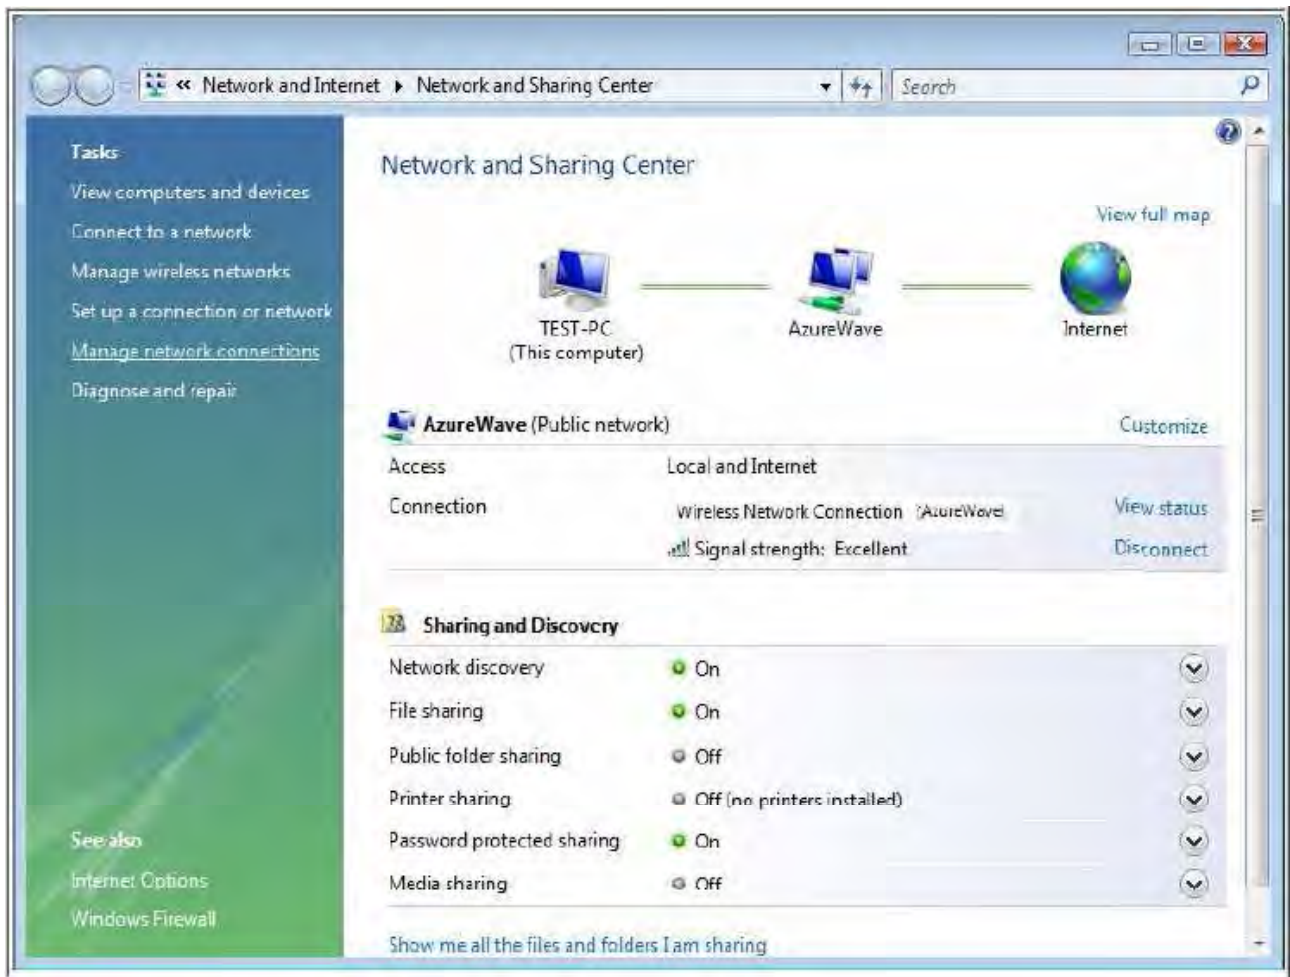 « Network and Internet ▸ Network and Sharing Center
Search
Tasks
View computers and devices
Connect to a network
Manage wireless networks
Set up a connection or network
Manage network connections
Diagnose and repair
See also
Internet Options
Windows Firewall
Network and Sharing Center
View full map
TEST-PC
(This computer)
AzureWave
Internet
AzureWave (Public network)
Customize
Access
Local and Internet
Connection
Wireless Network Connection (AzureWave)
View status
Signal strength: Excellent
Disconnect
Sharing and Discovery
Network discovery
On
File sharing
On
Public folder sharing
Off
Printer sharing
Off (no printers installed)
Password protected sharing
On
Media sharing
Off
Show me all the files and folders I am sharing